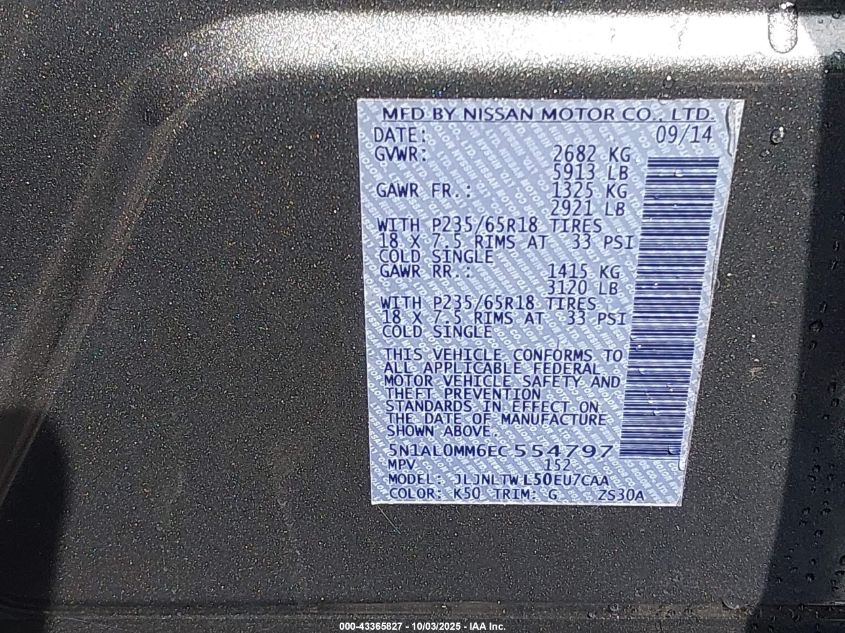 MFD BY NISSAN MOTOR CO., LTD.
DATE: 09/14
GVWR: 2682 KG
5913 LB
GAWR FR.: 1325 KG
2921 LB
WITH P235/65R18 TIRES
18 X 7.5 RIMS AT 33 PSI
COLD SINGLE
GAWR RR.: 1415 KG
3120 LB
WITH P235/65R18 TIRES
18 X 7.5 RIMS AT 33 PSI
COLD SINGLE
THIS VEHICLE CONFORMS TO
ALL APPLICABLE FEDERAL
MOTOR VEHICLE SAFETY AND
THEFT PREVENTION
STANDARDS IN EFFECT ON
THE DATE OF MANUFACTURE
SHOWN ABOVE.
5N1AL0MM6EC554797
MPV 152
MODEL: JLJNLTWL50EU7CAA
COLOR: K50 TRIM: G ZS30A
000-43365827 - 10/03/2025 - IAA Inc.